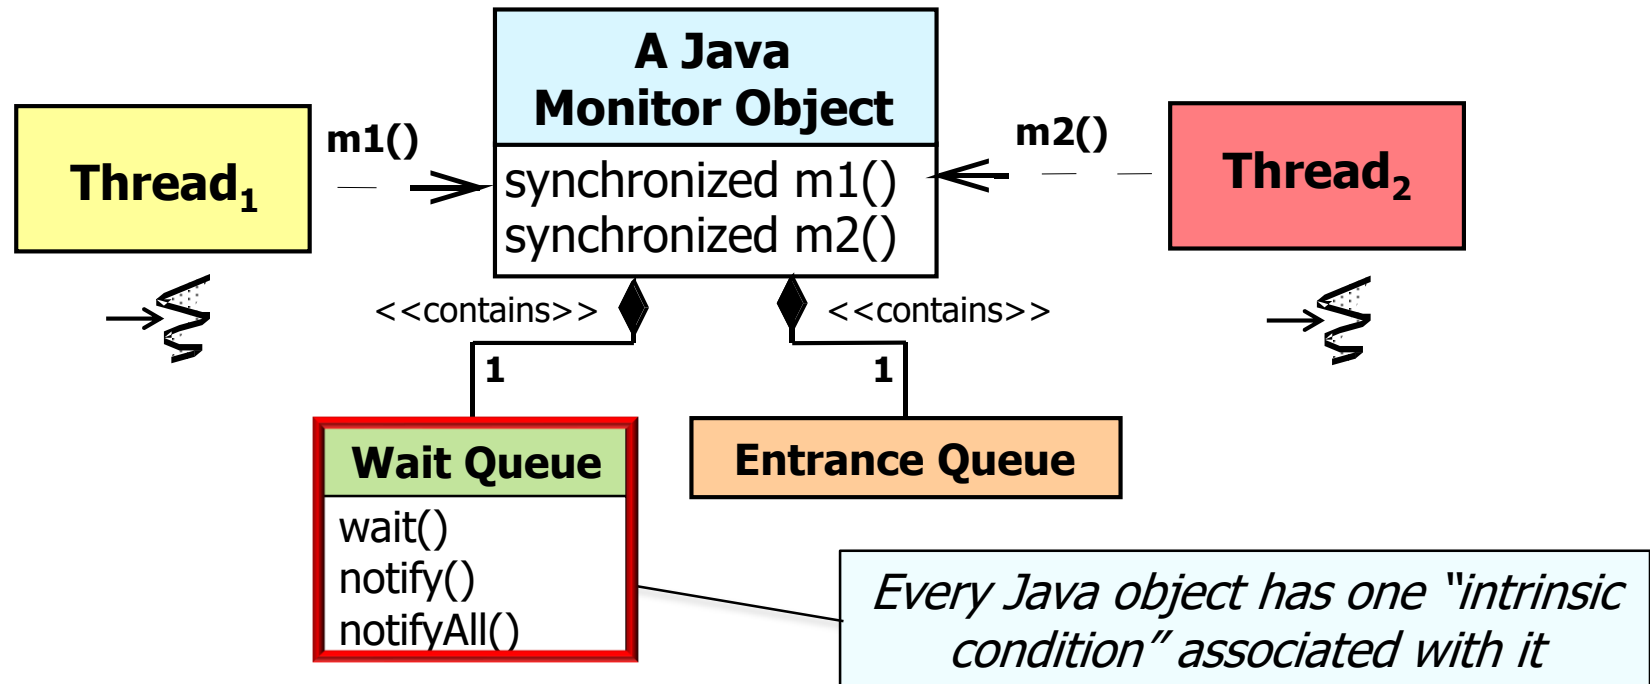 A Java
Monitor Object
synchronized m1()
synchronized m2()
Thread₁
m1()
m2()
Thread₂
<<contains>>
<<contains>>
1
1
Wait Queue
wait()
notify()
notifyAll()
Entrance Queue
Every Java object has one “intrinsic
condition” associated with it